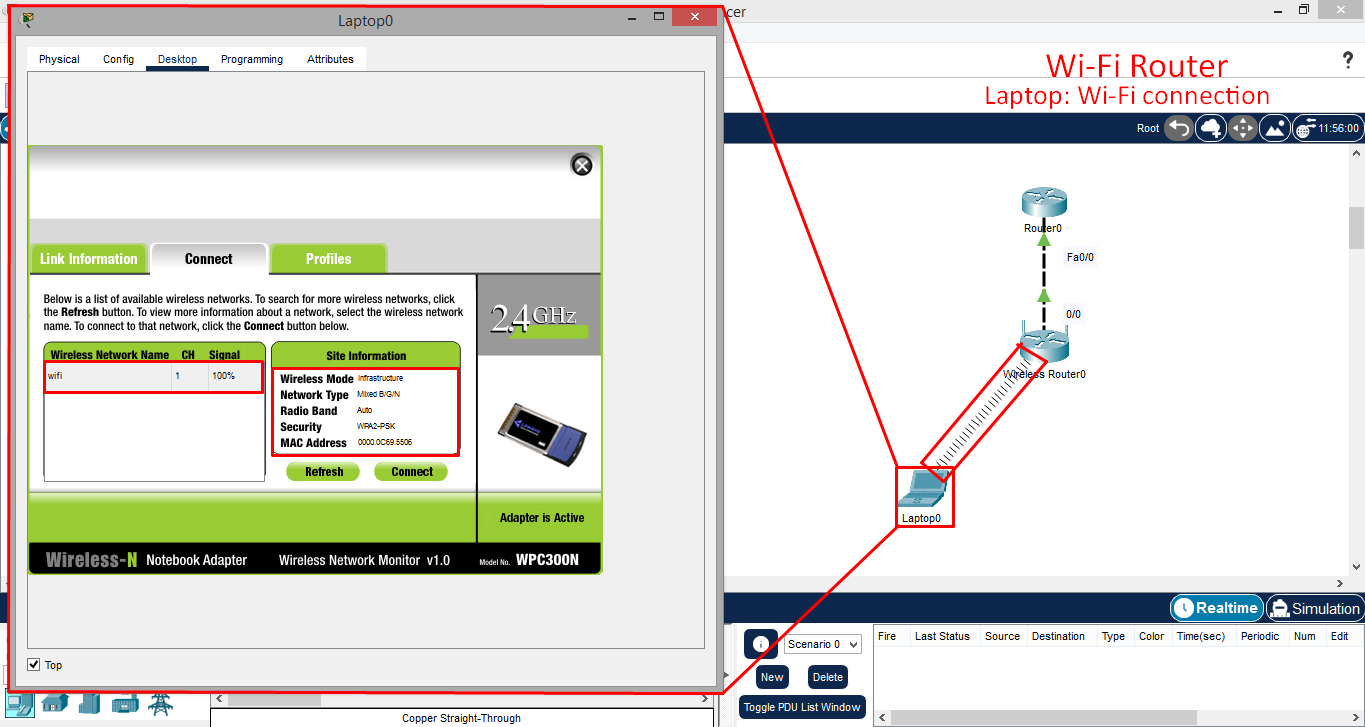 Laptop0
cer
Physical Config Desktop Programming Attributes
Wi-Fi Router
?
Laptop: Wi-Fi connection
Root
11:56:00
Link Information Connect Profiles
Below is a list of available wireless networks. To search for more wireless networks, click
the Refresh button. To view more information about a network, select the wireless network
name. To connect to that network, click the Connect button below.
2.4GHz
Wireless Network Name CH Signal
wifi 1 100%
Site Information
Wireless Mode Infrastructure
Network Type Mixed B/G/N
Radio Band Auto
Security WPA2-PSK
MAC Address 0000.0C69.5506
Refresh Connect
Adapter is Active
Wireless-N Notebook Adapter Wireless Network Monitor v1.0 Model No. WPC300N
Router0
Fa0/0
0/0
Wireless Router0
Laptop0
Top
Realtime Simulation
Scenario 0
New Delete
Toggle PDU List Window
Fire Last Status Source Destination Type Color Time(sec) Periodic Num Edit
Copper Straight-Through